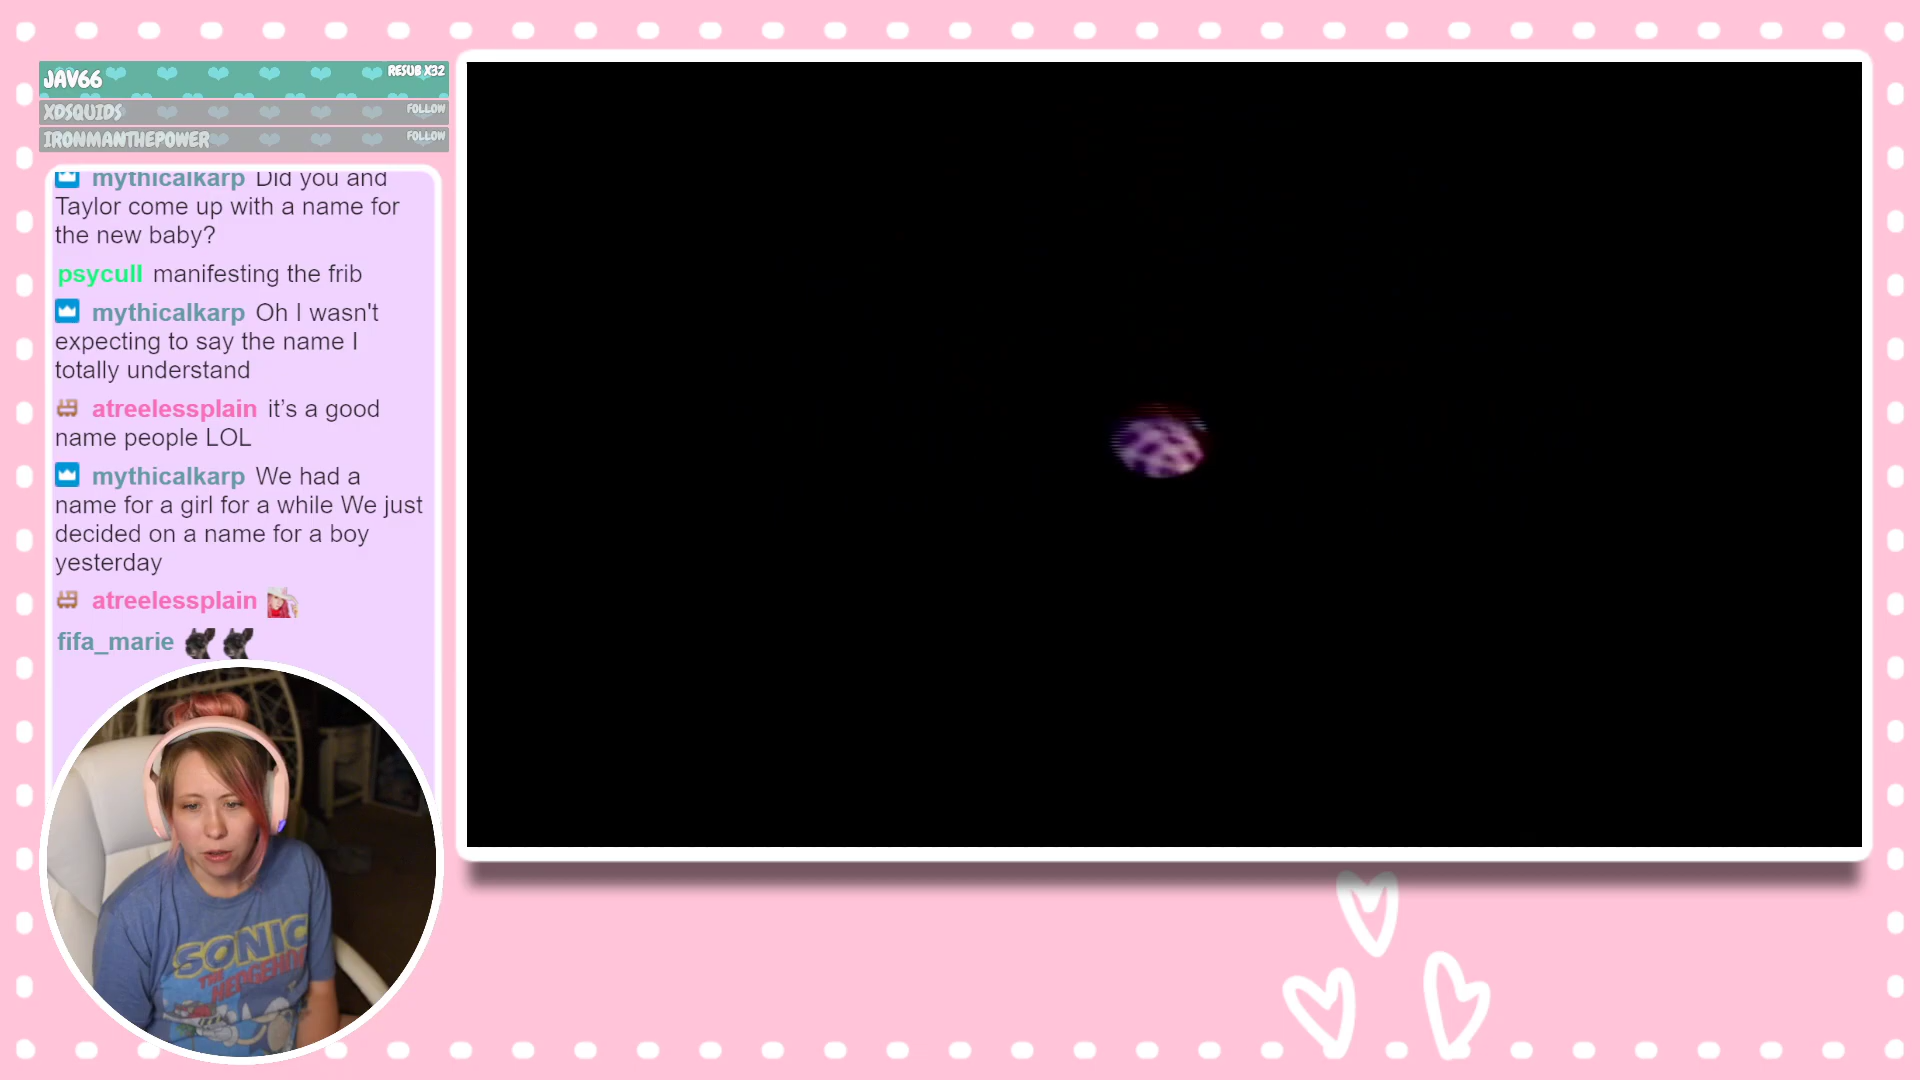 JAV66 RESUB X32
XDSQUIDS FOLLOW
IRONMANTHEPOWER FOLLOW
mythicalkarp Did you and
Taylor come up with a name for
the new baby?
psycull manifesting the frib
mythicalkarp Oh I wasn't
expecting to say the name I
totally understand
atreelessplain it’s a good
name people LOL
mythicalkarp We had a
name for a girl for a while We just
decided on a name for a boy
yesterday
atreelessplain
fifa_marie
SONIC
THE
HEDGEHOG